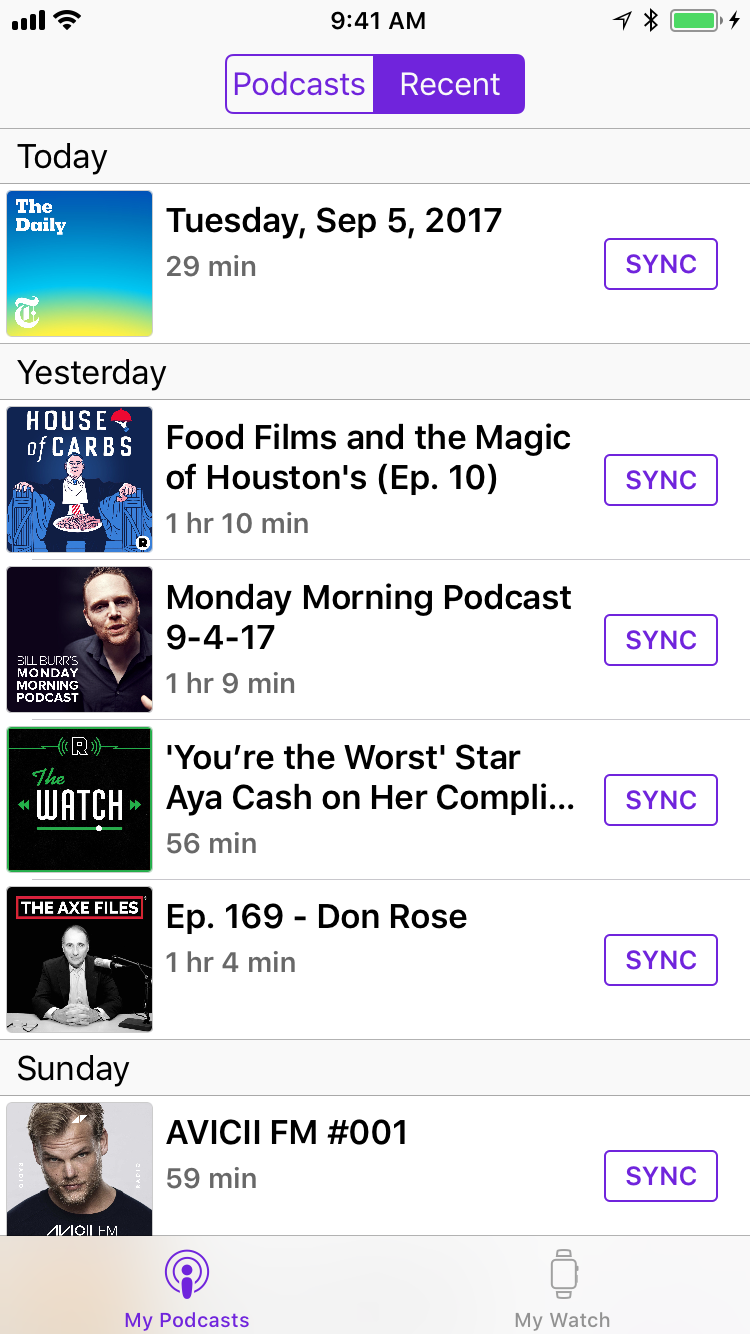 9:41 AM
Podcasts
Recent
Today
The
Daily
T
Tuesday, Sep 5, 2017
29 min
SYNC
Yesterday
HOUSE
of CARBS
R
Food Films and the Magic
of Houston's (Ep. 10)
1 hr 10 min
SYNC
BILL BURR'S
MONDAY
MORNING
PODCAST
Monday Morning Podcast
9-4-17
1 hr 9 min
SYNC
R
The
WATCH
'You’re the Worst' Star
Aya Cash on Her Compli...
56 min
SYNC
THE AXE FILES
Ep. 169 - Don Rose
1 hr 4 min
SYNC
Sunday
RADIO
RADIO
AVICII FM
AVICII FM #001
59 min
SYNC
My Podcasts
My Watch